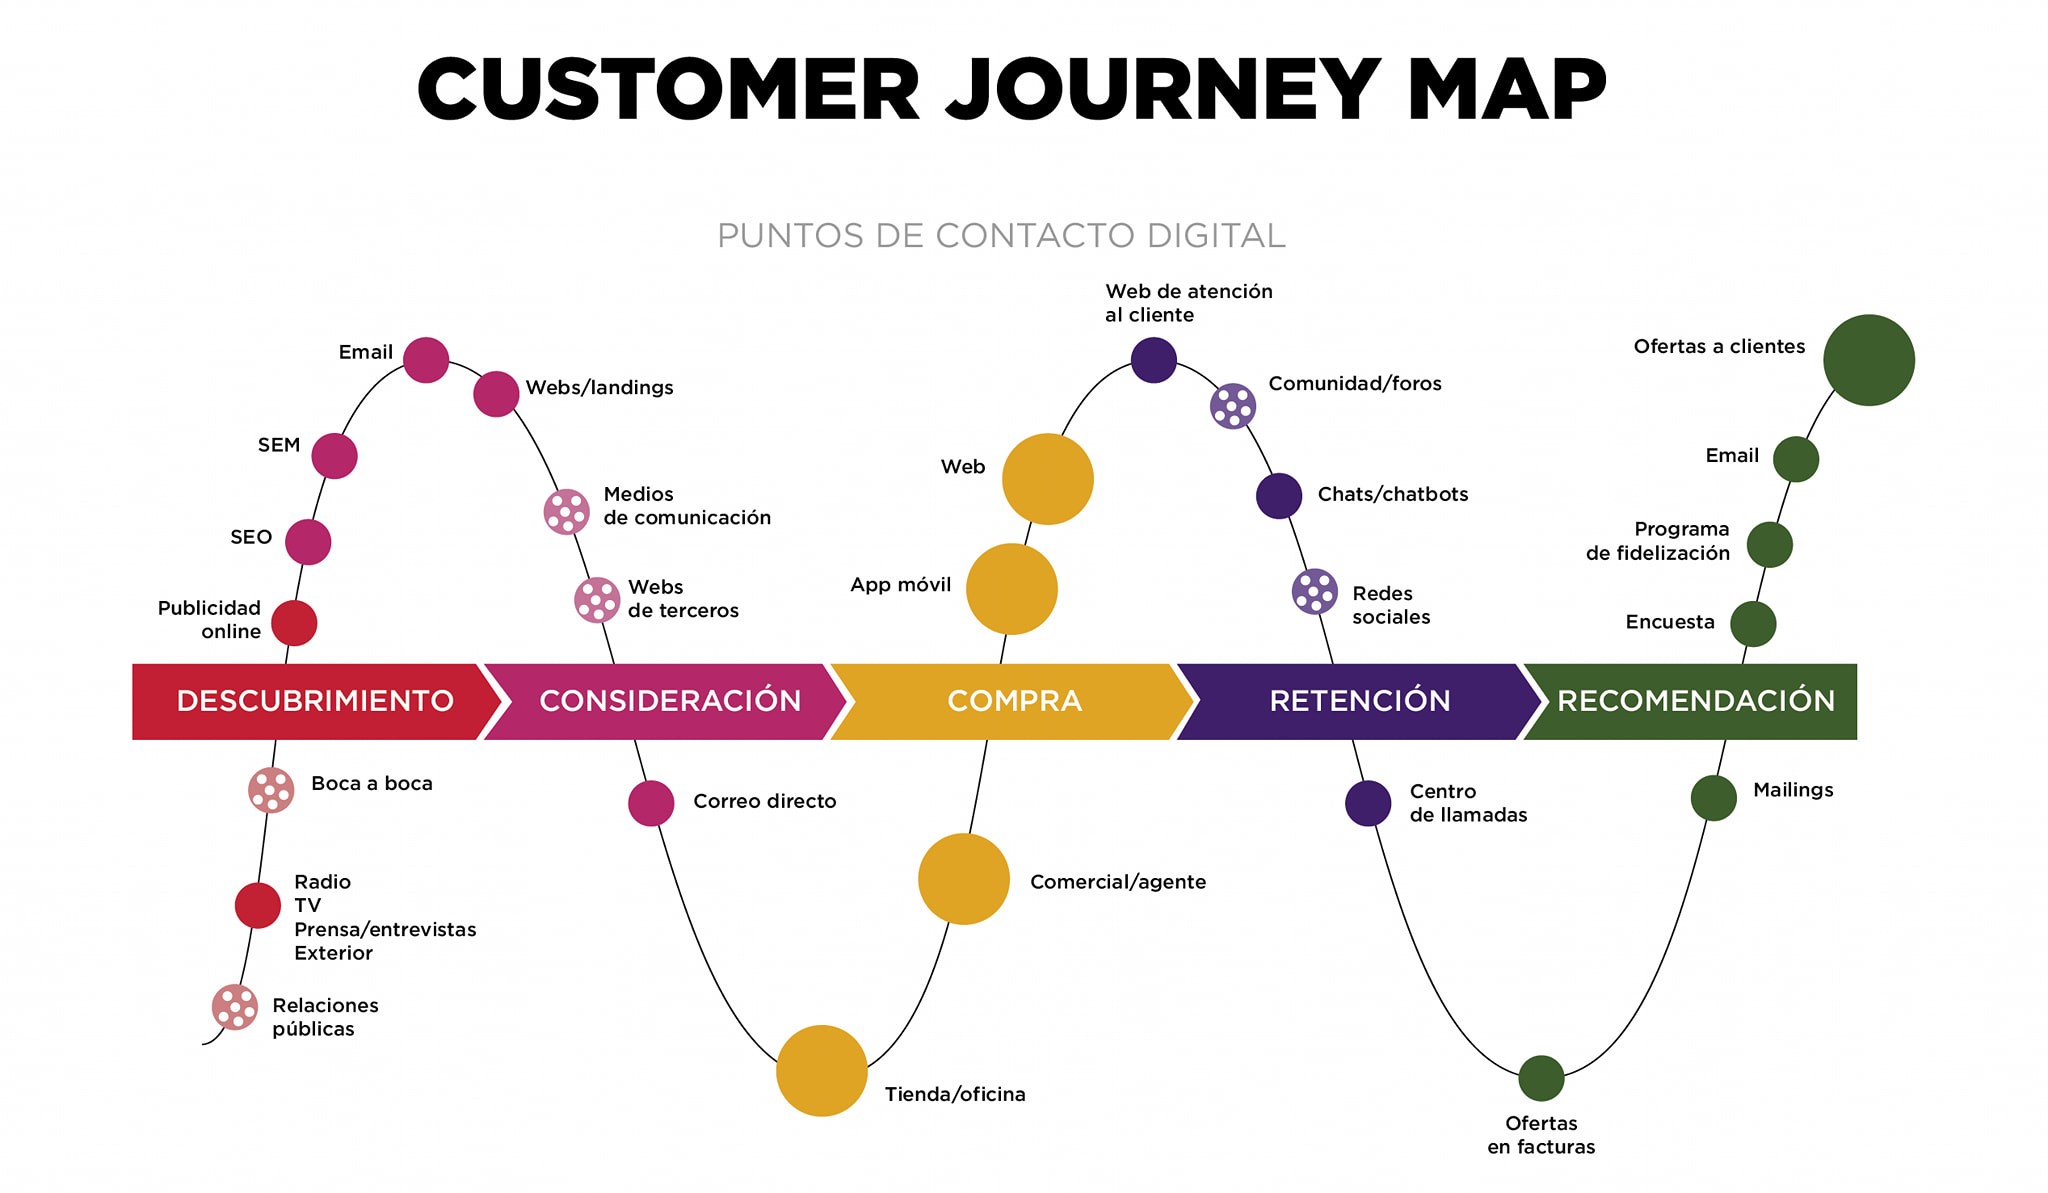 CUSTOMER JOURNEY MAP
PUNTOS DE CONTACTO DIGITAL
Publicidad
online
SEO
SEM
Email
Webs/landings
Medios
de comunicación
Webs
de terceros
App móvil
Web
Web de atención
al cliente
Comunidad/foros
Chats/chatbots
Redes
sociales
Ofertas a clientes
Email
Programa
de fidelización
Encuesta
DESCUBRIMIENTO
CONSIDERACIÓN
COMPRA
RETENCIÓN
RECOMENDACIÓN
Boca a boca
Radio
TV
Prensa/entrevistas
Exterior
Relaciones
públicas
Correo directo
Tienda/oficina
Comercial/agente
Centro
de llamadas
Ofertas
en facturas
Mailings